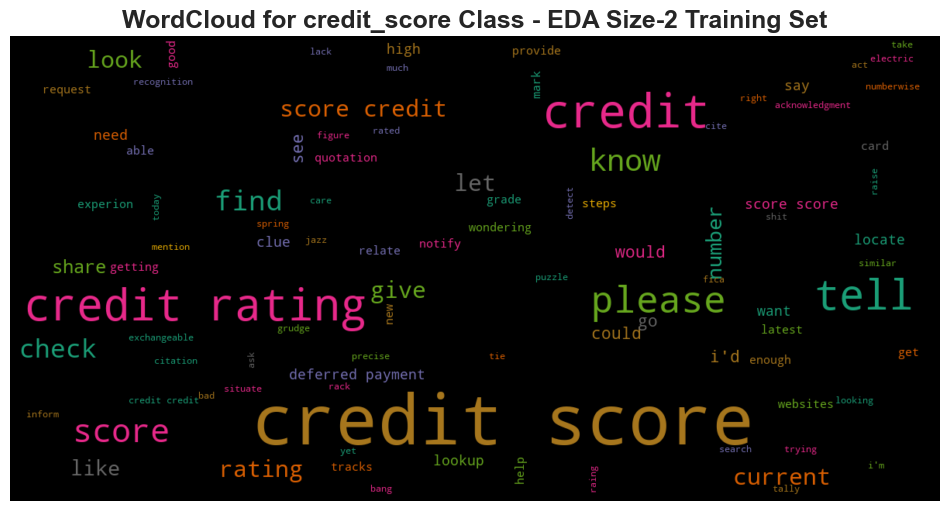 WordCloud for credit_score Class - EDA Size-2 Training Set
look
good
lack
high
much
provide
take
act
electric
request
recognition
mark
say
numberwise
right
acknowledgment
score credit
credit
need
able
see
figure
rated
quotation
cite
know
card
let
raise
experion
today
find
care
grade
detect
steps
score score
shit
spring
wondering
number
mention
clue
jazz
relate
notify
would
locate
share
getting
similar
puzzle
fica
credit rating
give
new
please
tell
go
want
grudge
could
latest
check
exchangeable
citation
ask
precise
tie
i'd
enough
get
deferred payment
situate
rack
credit credit
bad
credit score
websites
looking
inform
score
yet
search
trying
like
rating
tracks
lookup
help
raing
current
i'm
bang
tally